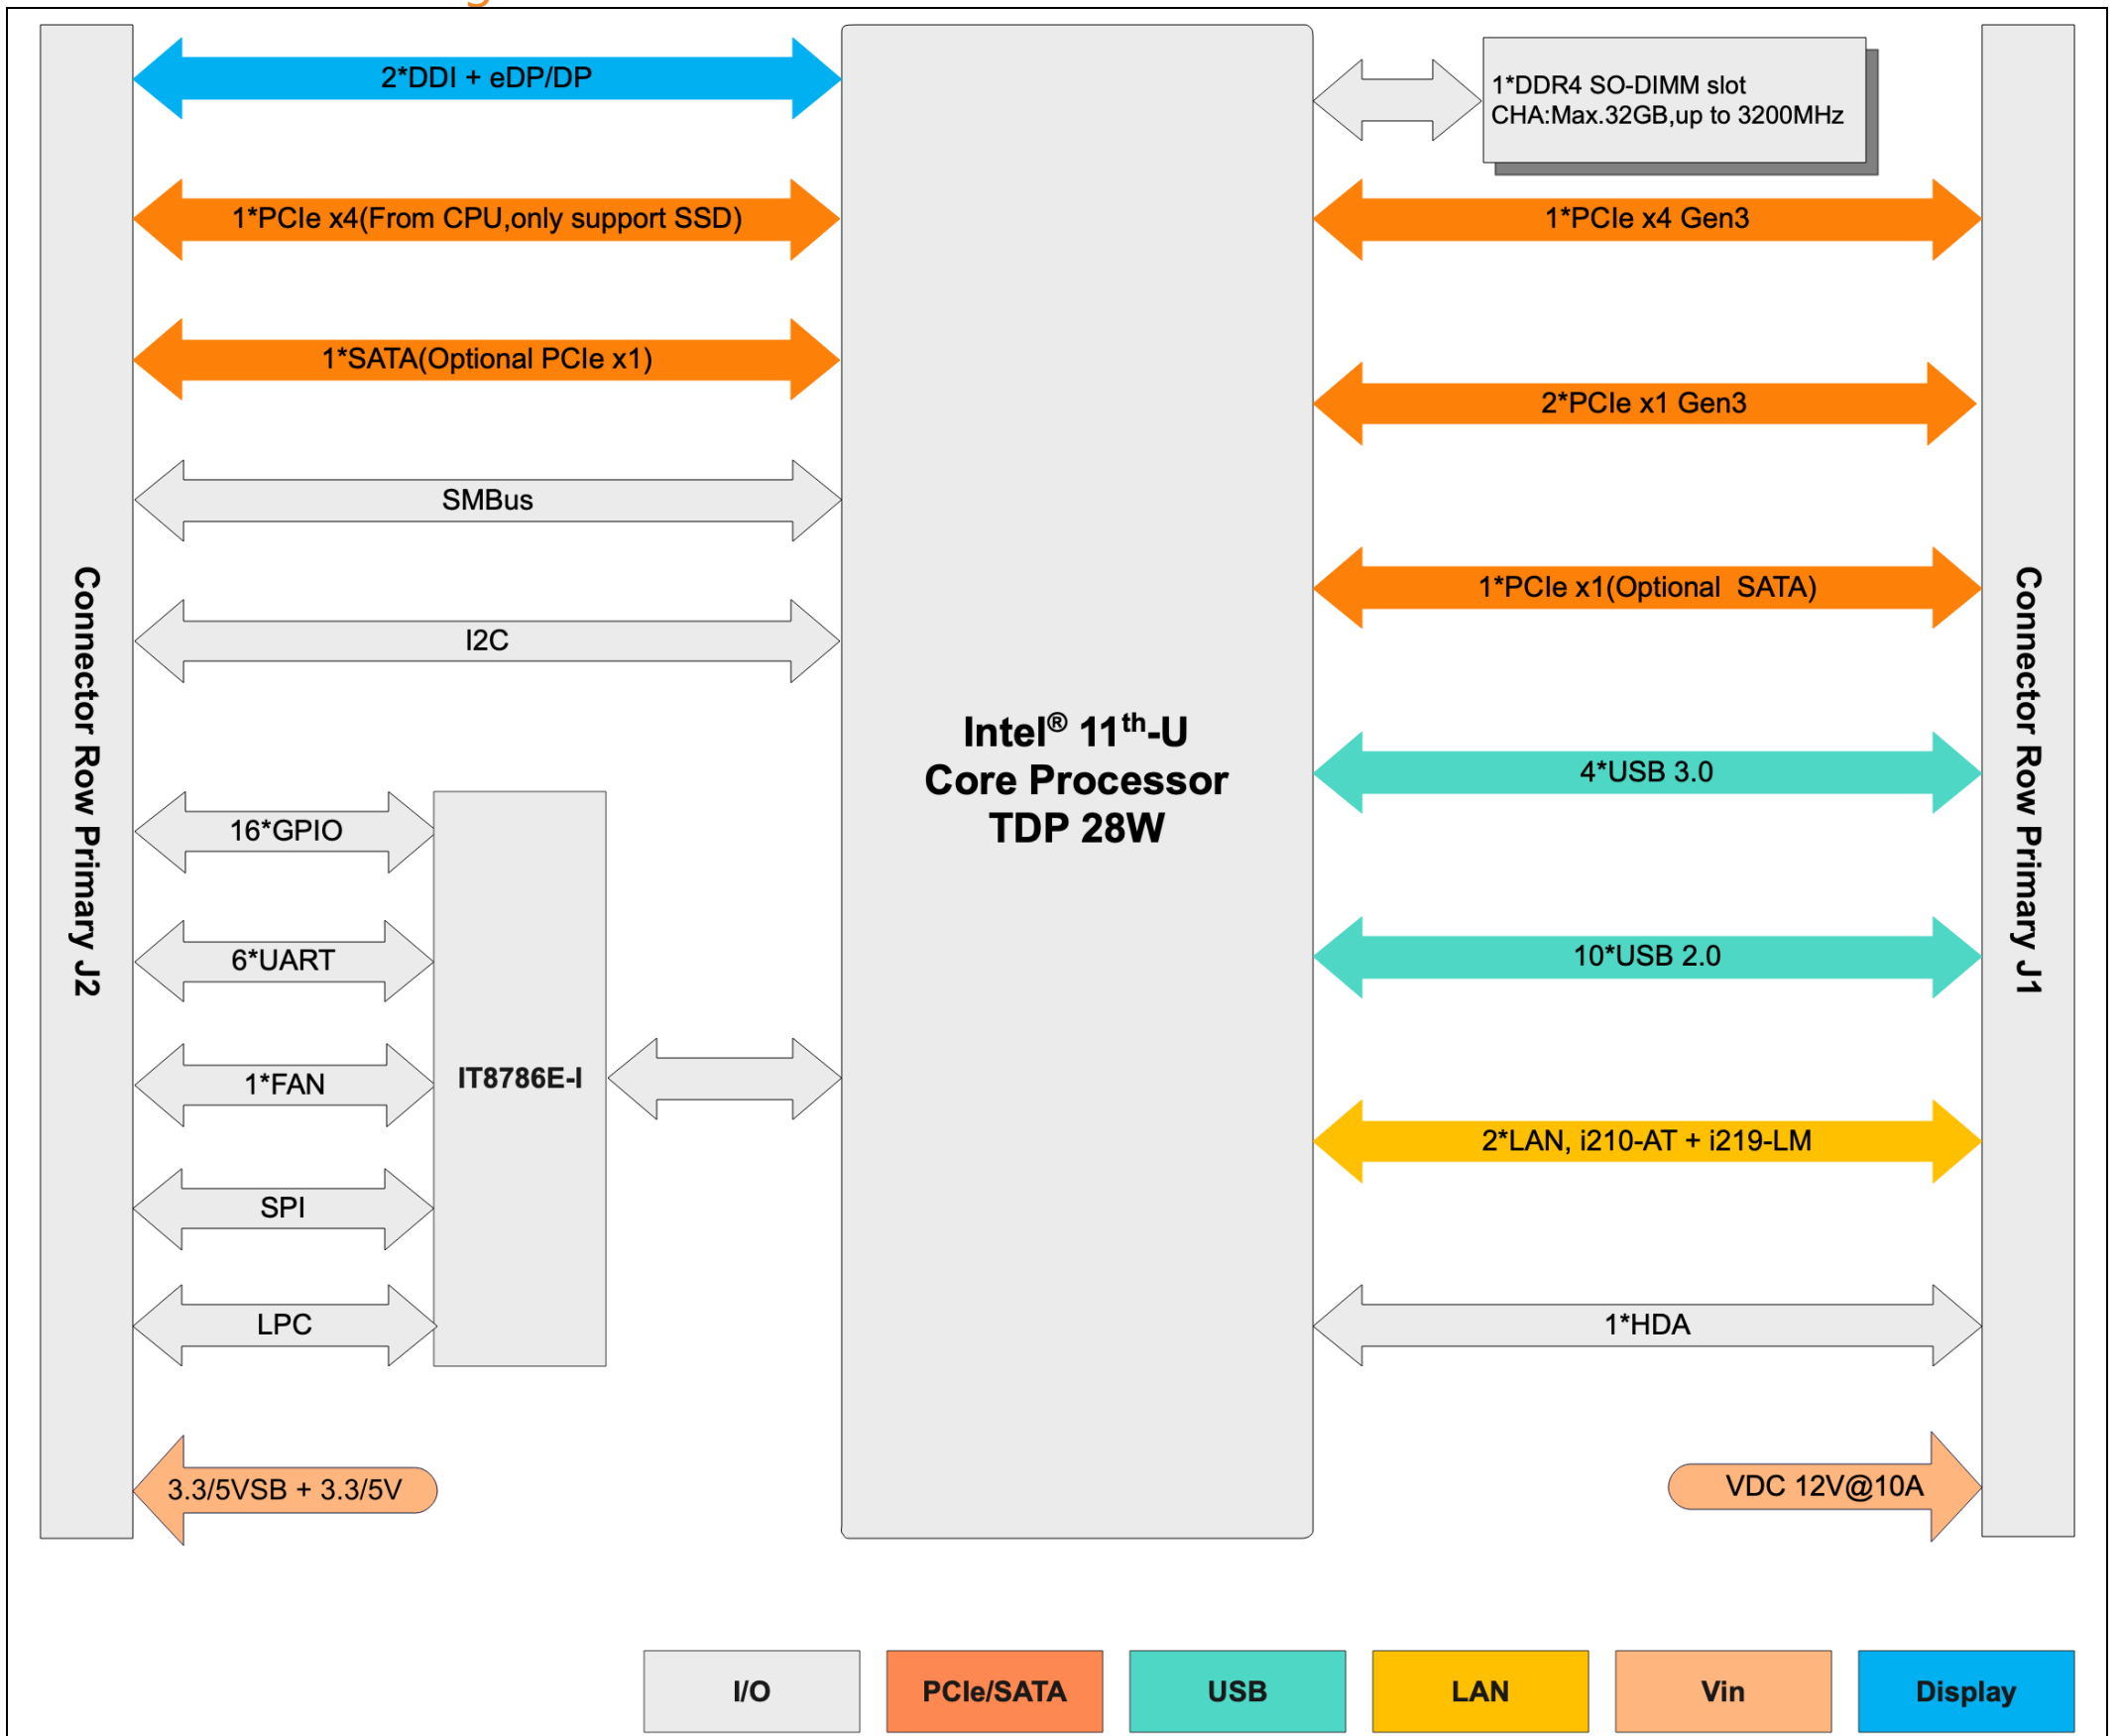 2*DDI + eDP/DP
1*DDR4 SO-DIMM slot
CHA:Max.32GB,up to 3200MHz
1*PCIe x4(From CPU,only support SSD)
1*PCIe x4 Gen3
1*SATA(Optional PCIe x1)
2*PCIe x1 Gen3
SMBus
1*PCIe x1(Optional  SATA)
I2C
Connector Row Primary J2
Intel® 11th-U
Core Processor
TDP 28W
Connector Row Primary J1
4*USB 3.0
16*GPIO
6*UART
10*USB 2.0
1*FAN
IT8786E-I
2*LAN, i210-AT + i219-LM
SPI
LPC
1*HDA
3.3/5VSB + 3.3/5V
VDC 12V@10A
I/O
PCIe/SATA
USB
LAN
Vin
Display